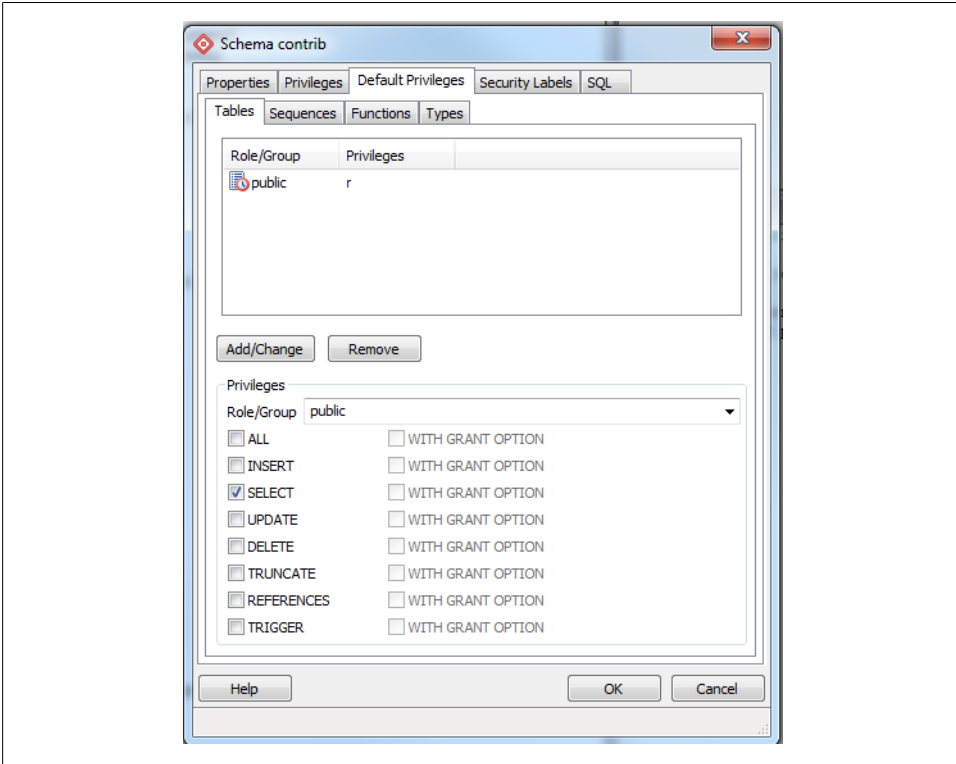 Schema contrib
Properties Privileges Default Privileges Security Labels SQL
Tables Sequences Functions Types
Role/Group Privileges
public r
Add/Change Remove
Privileges
Role/Group public
ALL WITH GRANT OPTION
INSERT WITH GRANT OPTION
SELECT WITH GRANT OPTION
UPDATE WITH GRANT OPTION
DELETE WITH GRANT OPTION
TRUNCATE WITH GRANT OPTION
REFERENCES WITH GRANT OPTION
TRIGGER WITH GRANT OPTION
Help OK Cancel